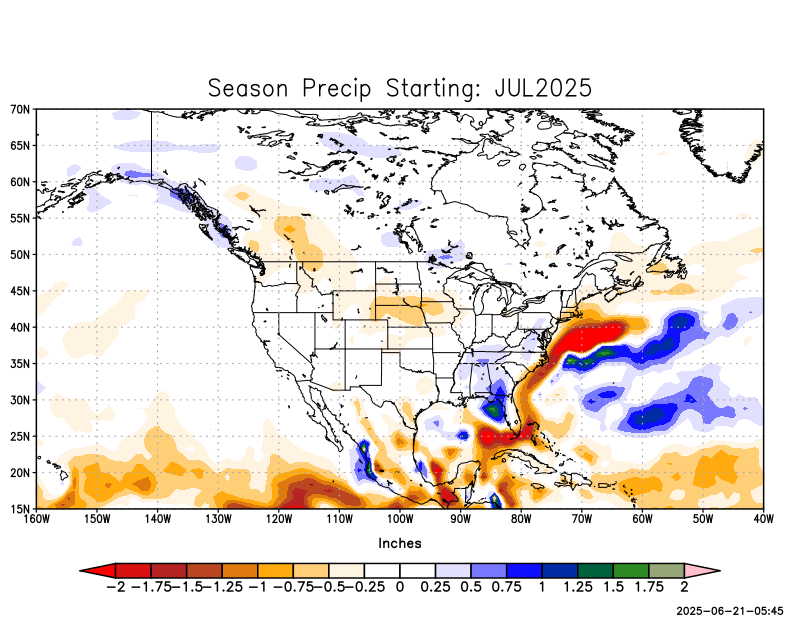 Season Precip Starting: JUL2025
70N
65N
60N
55N
50N
45N
40N
35N
30N
25N
20N
15N
160W 150W 140W 130W 120W 110W 100W 90W 80W 70W 60W 50W 40W
Inches
-2 -1.75 -1.5 -1.25 -1 -0.75 -0.5 -0.25 0 0.25 0.5 0.75 1 1.25 1.5 1.75 2
2025-06-21-05:45